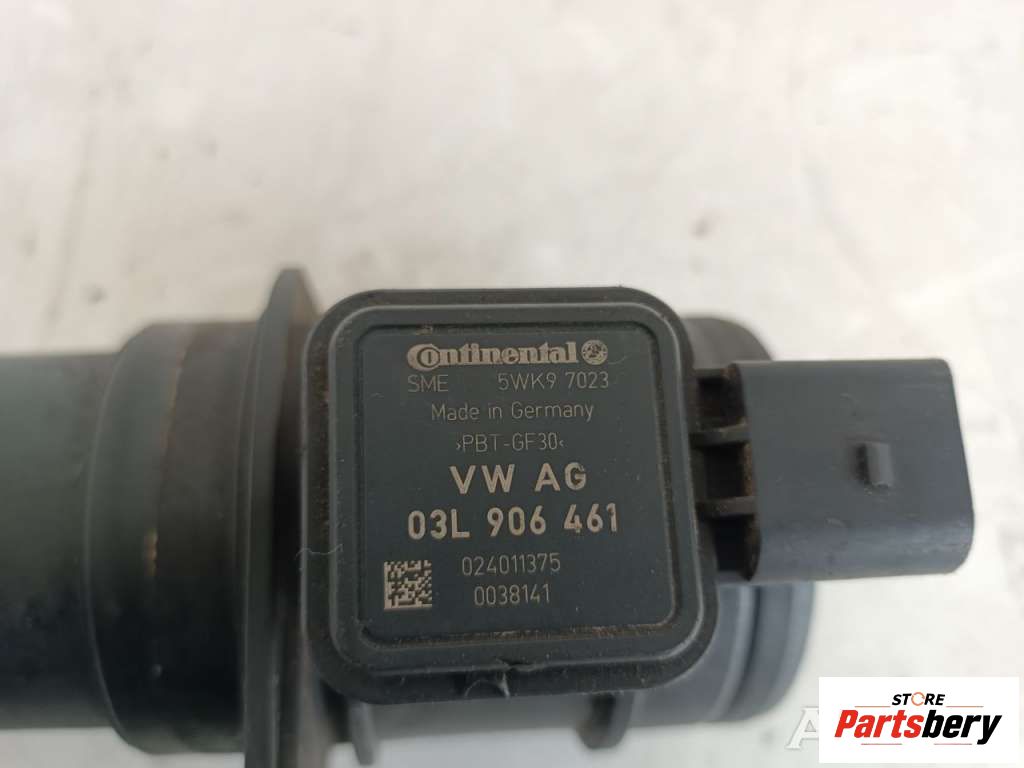 Continental
SME 5WK9 7023
Made in Germany
›PBT-GF30‹
VW AG
03L 906 461
024011375
0038141
STORE
Partsbery